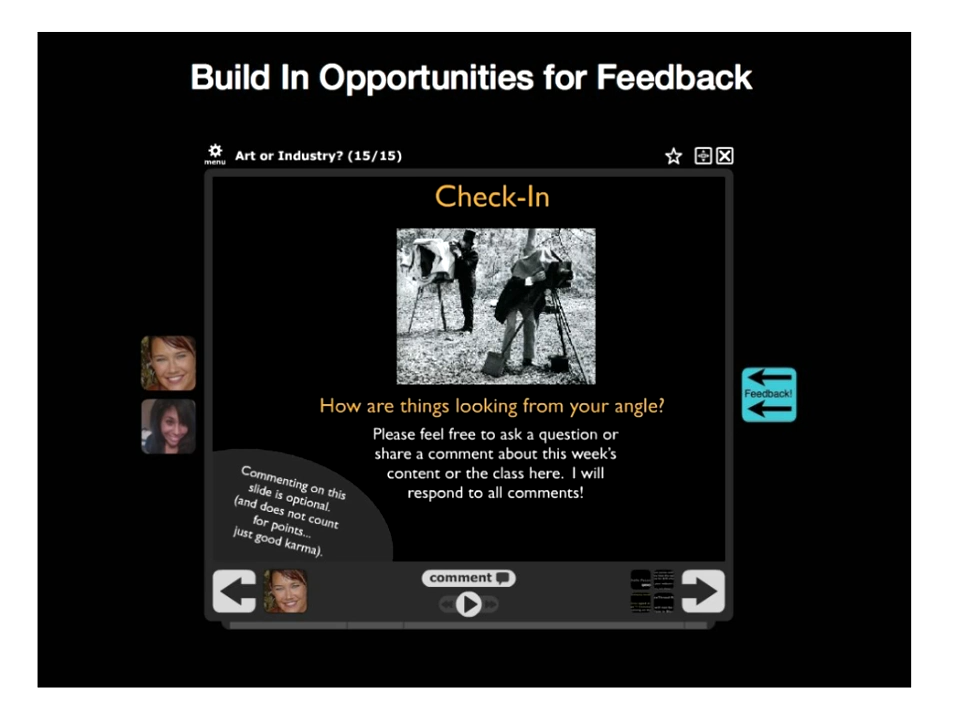 Build In Opportunities for Feedback
menu
Art or Industry? (15/15)
Check-In
How are things looking from your angle?
Please feel free to ask a question or
share a comment about this week's
content or the class here. I will
respond to all comments!
Commenting on this
slide is optional.
(and does not count
for points...
just good karma).
Feedback!
comment